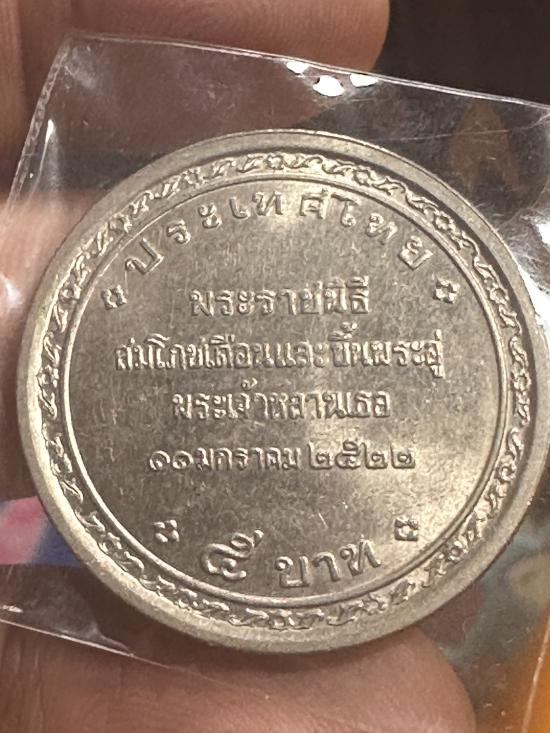 ประเทศไทย
พระราชพิธี
สมโภชเดือนและขึ้นพระอู่
พระเจ้าหลานเธอ
๑๑ มกราคม ๒๕๒๒
๕ บาท